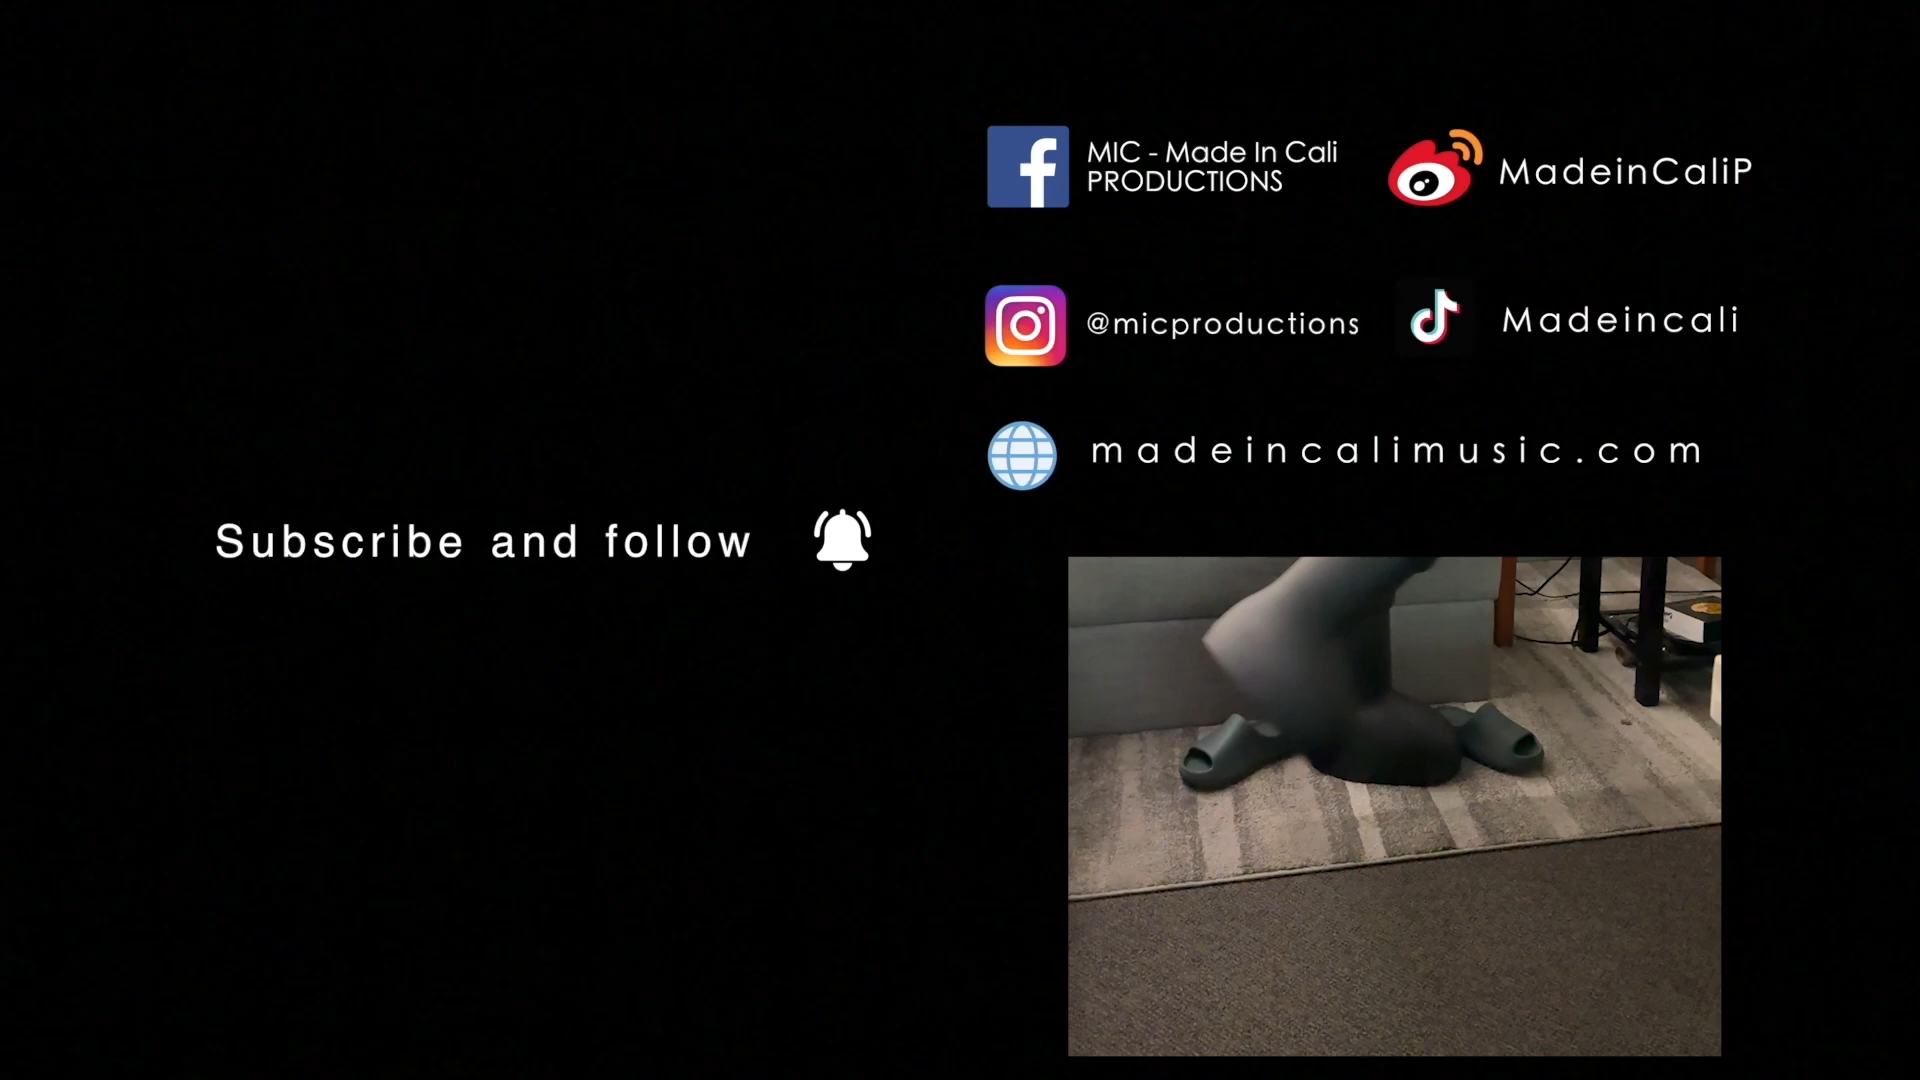 MIC - Made In Cali
PRODUCTIONS
MadeinCaliP
@micproductions
Madeincali
madeincalimusic.com
Subscribe and follow